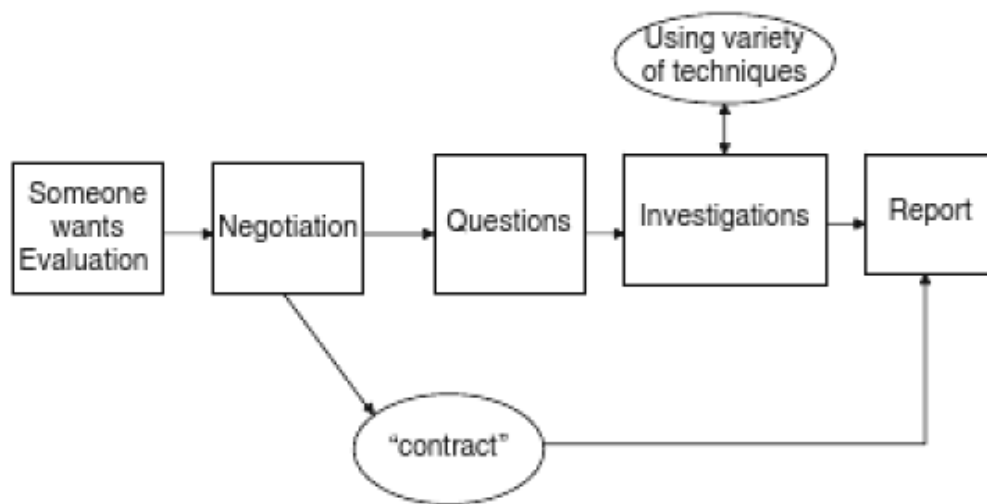 Using variety
of techniques
Someone
wants
Evaluation
Negotiation
Questions
Investigations
Report
“contract”